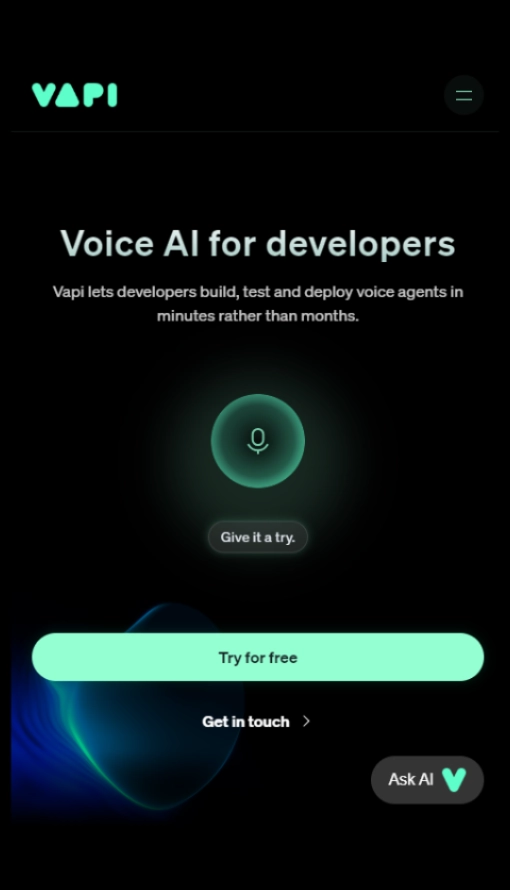 VAPI
Voice AI for developers
Vapi lets developers build, test and deploy voice agents in
minutes rather than months.
Give it a try.
Try for free
Get in touch
Ask AI